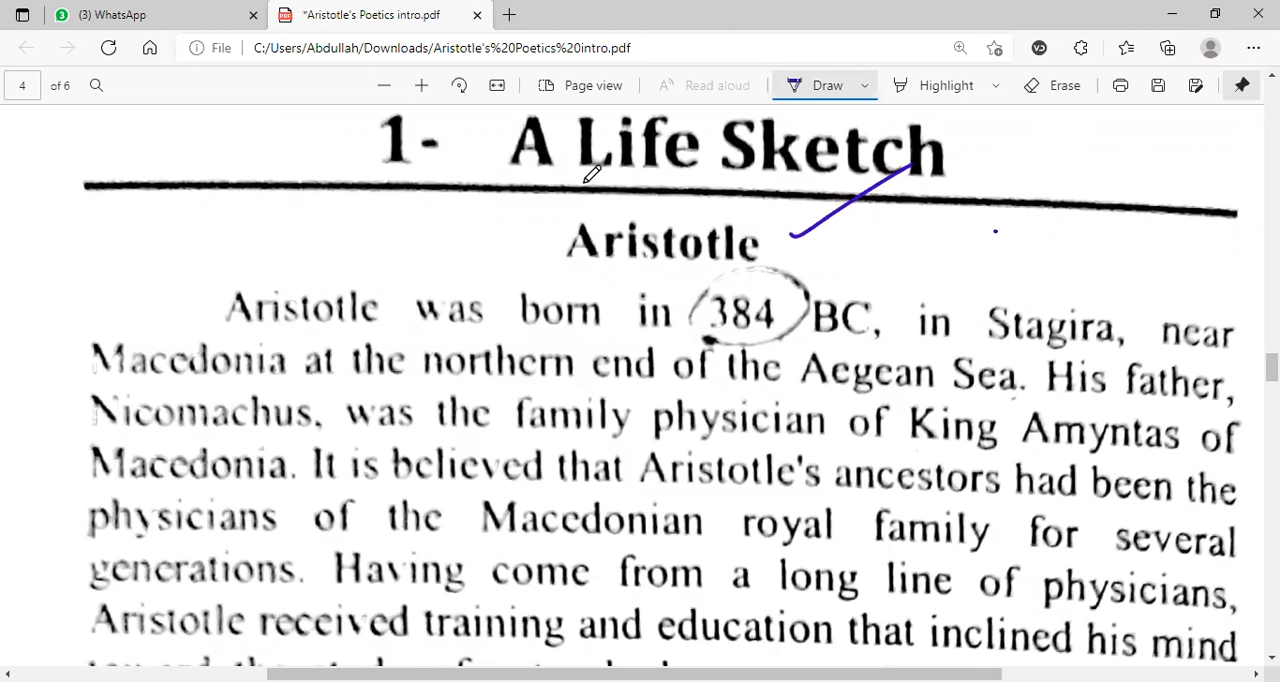 (3) WhatsApp
*Aristotle's Poetics intro.pdf
File
C:/Users/Abdullah/Downloads/Aristotle's%20Poetics%20intro.pdf
4 of 6
Page view
Read aloud
Draw
Highlight
Erase
1- A Life Sketch
Aristotle
Aristotle was born in 384 BC, in Stagira, near
Macedonia at the northern end of the Aegean Sea. His father,
Nicomachus, was the family physician of King Amyntas of
Macedonia. It is believed that Aristotle's ancestors had been the
physicians of the Macedonian royal family for several
generations. Having come from a long line of physicians,
Aristotle received training and education that inclined his mind